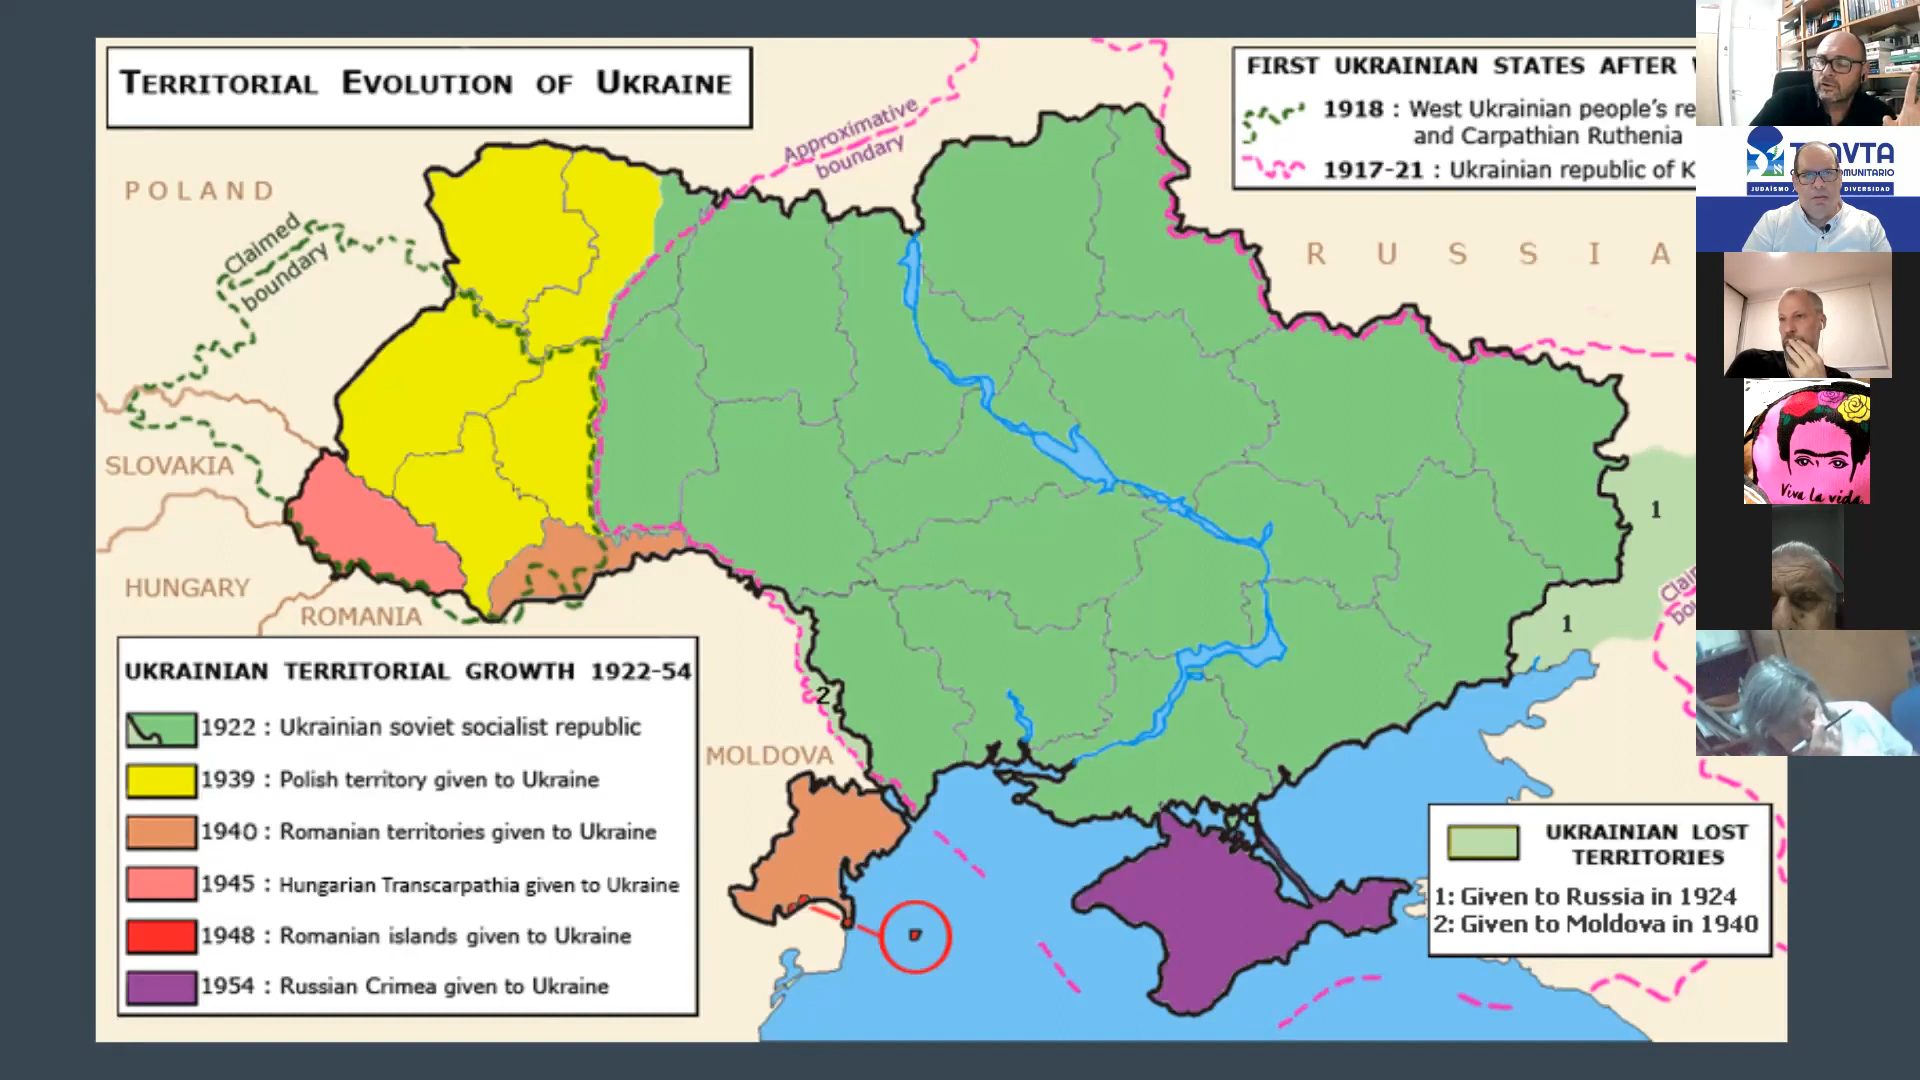 TERRITORIAL EVOLUTION OF UKRAINE
FIRST UKRAINIAN STATES AFTER
1918 : West Ukrainian people's re
and Carpathian Ruthenia
1917-21 : Ukrainian republic of K
Approximative
boundary
POLAND
Claimed
boundary
RUSSIA
SLOVAKIA
HUNGARY
ROMANIA
MOLDOVA
1
1
2
Clai
bou
UKRAINIAN TERRITORIAL GROWTH 1922-54
1922 : Ukrainian soviet socialist republic
1939 : Polish territory given to Ukraine
1940 : Romanian territories given to Ukraine
1945 : Hungarian Transcarpathia given to Ukraine
1948 : Romanian islands given to Ukraine
1954 : Russian Crimea given to Ukraine
UKRAINIAN LOST
TERRITORIES
1: Given to Russia in 1924
2: Given to Moldova in 1940
Viva la vida